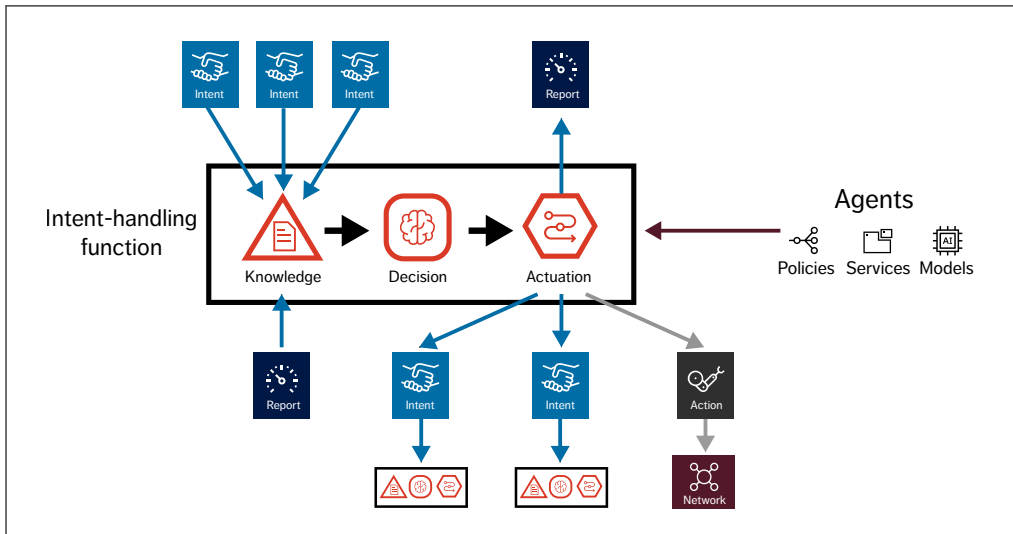 Intent
Intent
Intent
Report
Intent-handling
function
Knowledge
Decision
Actuation
Agents
Policies
Services
AI
Models
Report
Intent
Intent
Action
Network